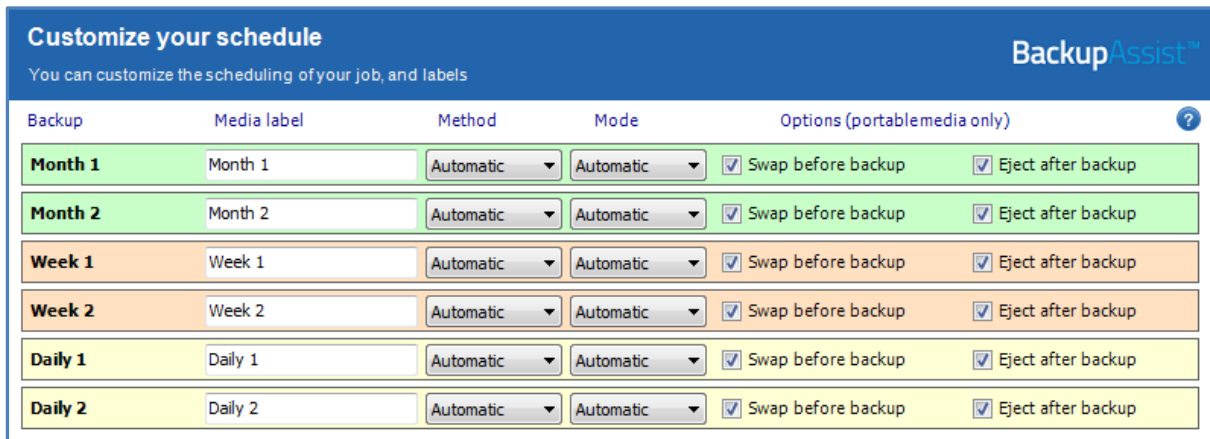 Customize your schedule
You can customize the scheduling of your job, and labels
BackupAssist™
Backup Media label Method Mode Options (portable media only) ?
Month 1 Month 1 Automatic Automatic Swap before backup Eject after backup
Month 2 Month 2 Automatic Automatic Swap before backup Eject after backup
Week 1 Week 1 Automatic Automatic Swap before backup Eject after backup
Week 2 Week 2 Automatic Automatic Swap before backup Eject after backup
Daily 1 Daily 1 Automatic Automatic Swap before backup Eject after backup
Daily 2 Daily 2 Automatic Automatic Swap before backup Eject after backup